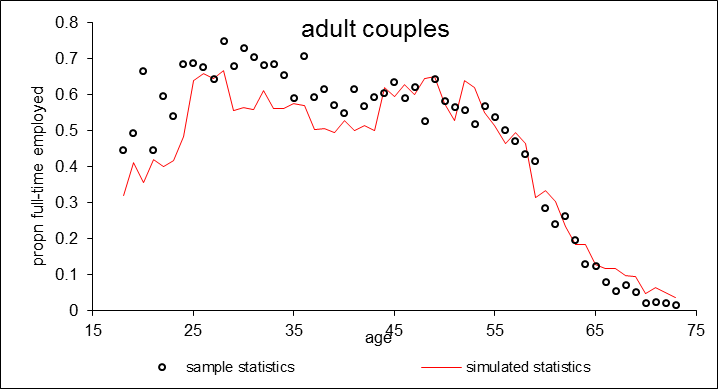 adult couples
propn full-time employed
0.8
0.7
0.6
0.5
0.4
0.3
0.2
0.1
0
15 25 35 45 55 65 75
age
sample statistics simulated statistics